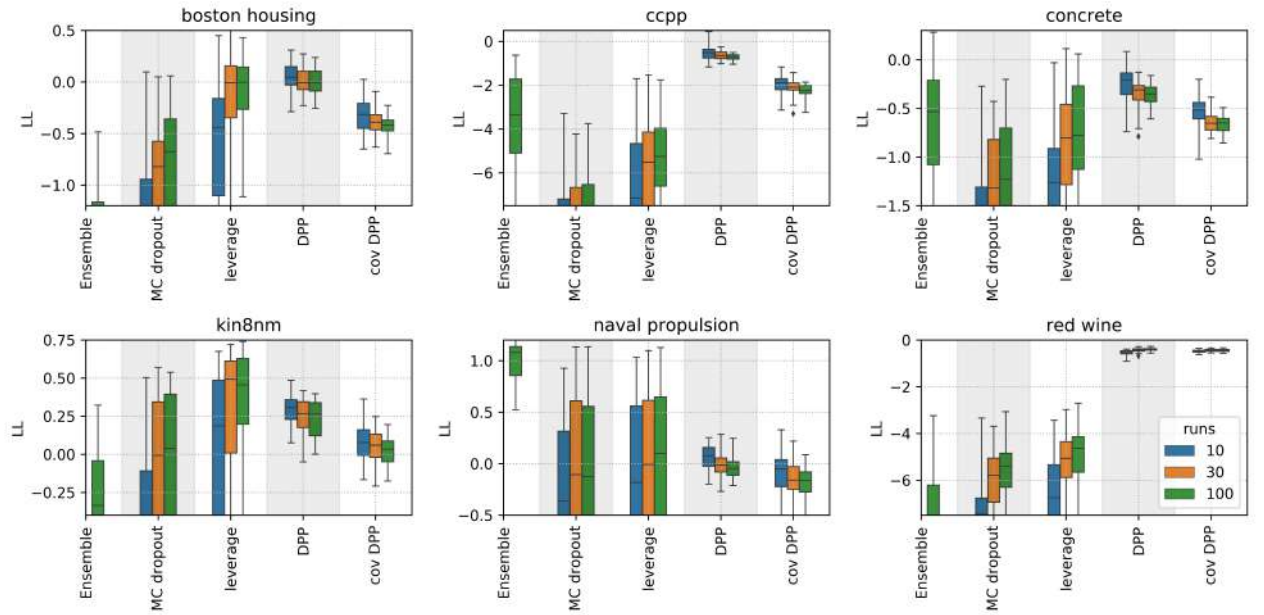 boston housing
0.5
0.0
−0.5
−1.0
LL
Ensemble
MC dropout
leverage
DPP
cov DPP
ccpp
0
−2
−4
−6
LL
Ensemble
MC dropout
leverage
DPP
cov DPP
concrete
0.0
−0.5
−1.0
−1.5
LL
Ensemble
MC dropout
leverage
DPP
cov DPP
kin8nm
0.75
0.50
0.25
0.00
−0.25
LL
Ensemble
MC dropout
leverage
DPP
cov DPP
naval propulsion
1.0
0.5
0.0
−0.5
LL
Ensemble
MC dropout
leverage
DPP
cov DPP
red wine
0
−2
−4
−6
LL
runs
10
30
100
Ensemble
MC dropout
leverage
DPP
cov DPP